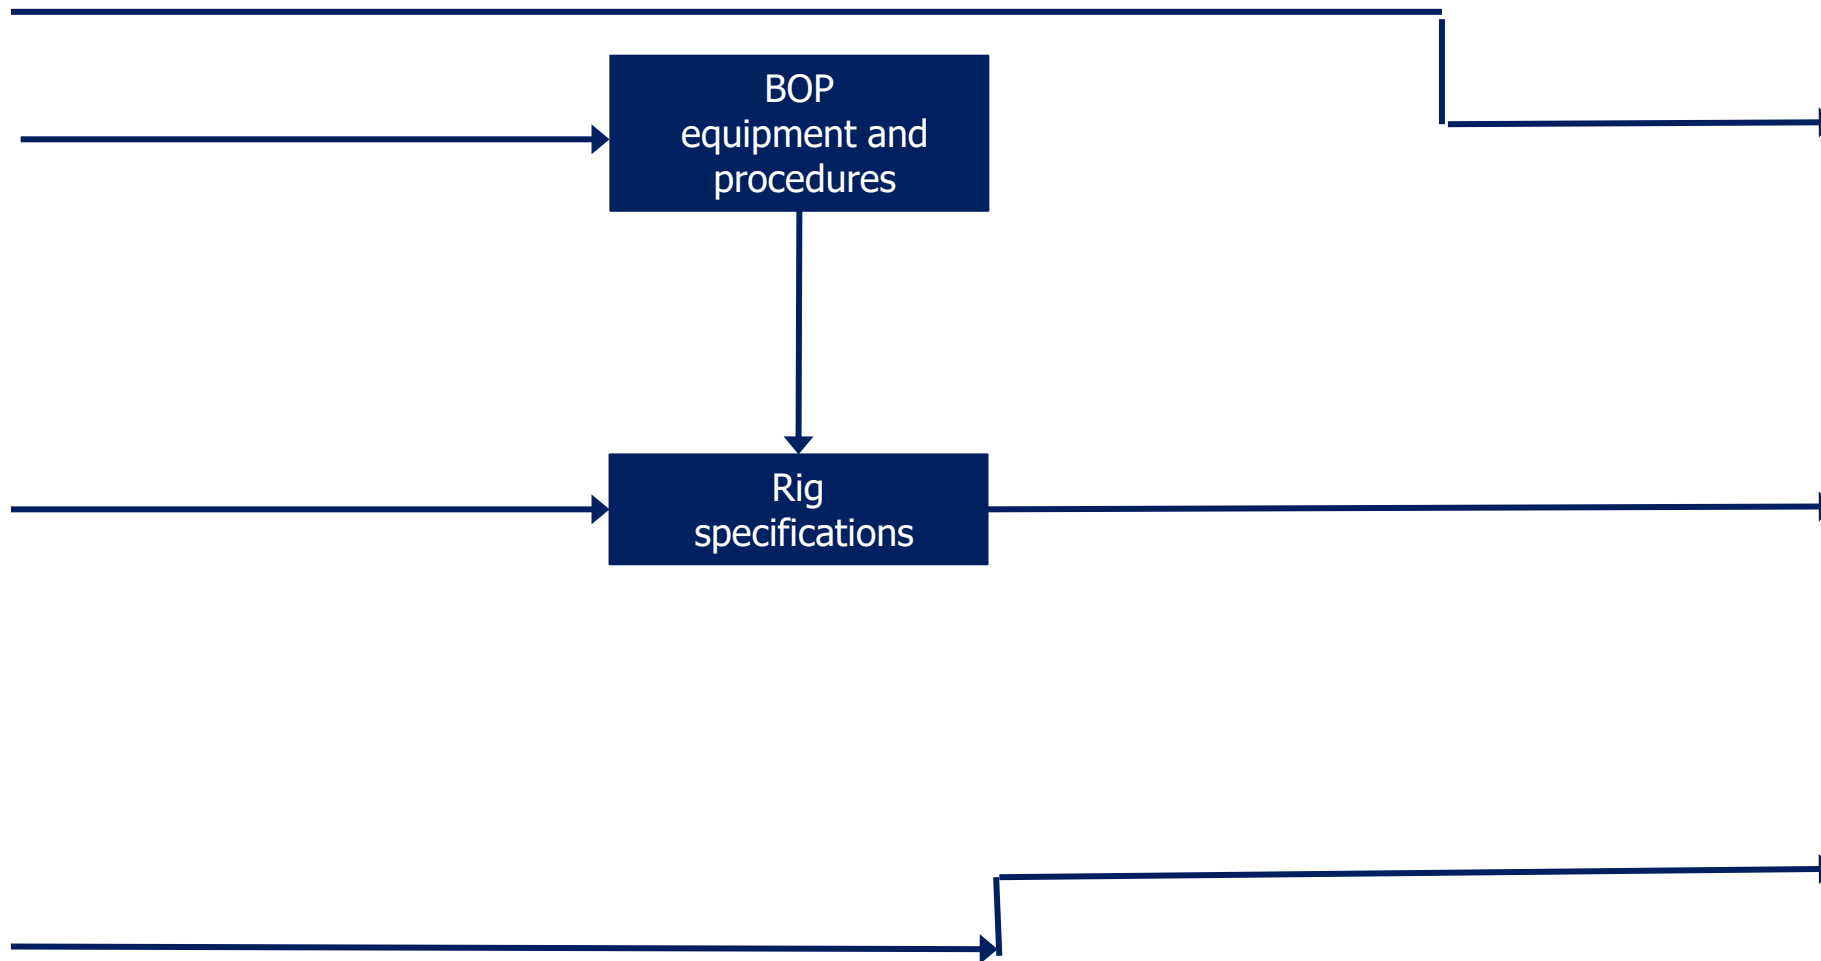 BOP
equipment and
procedures
Rig
specifications